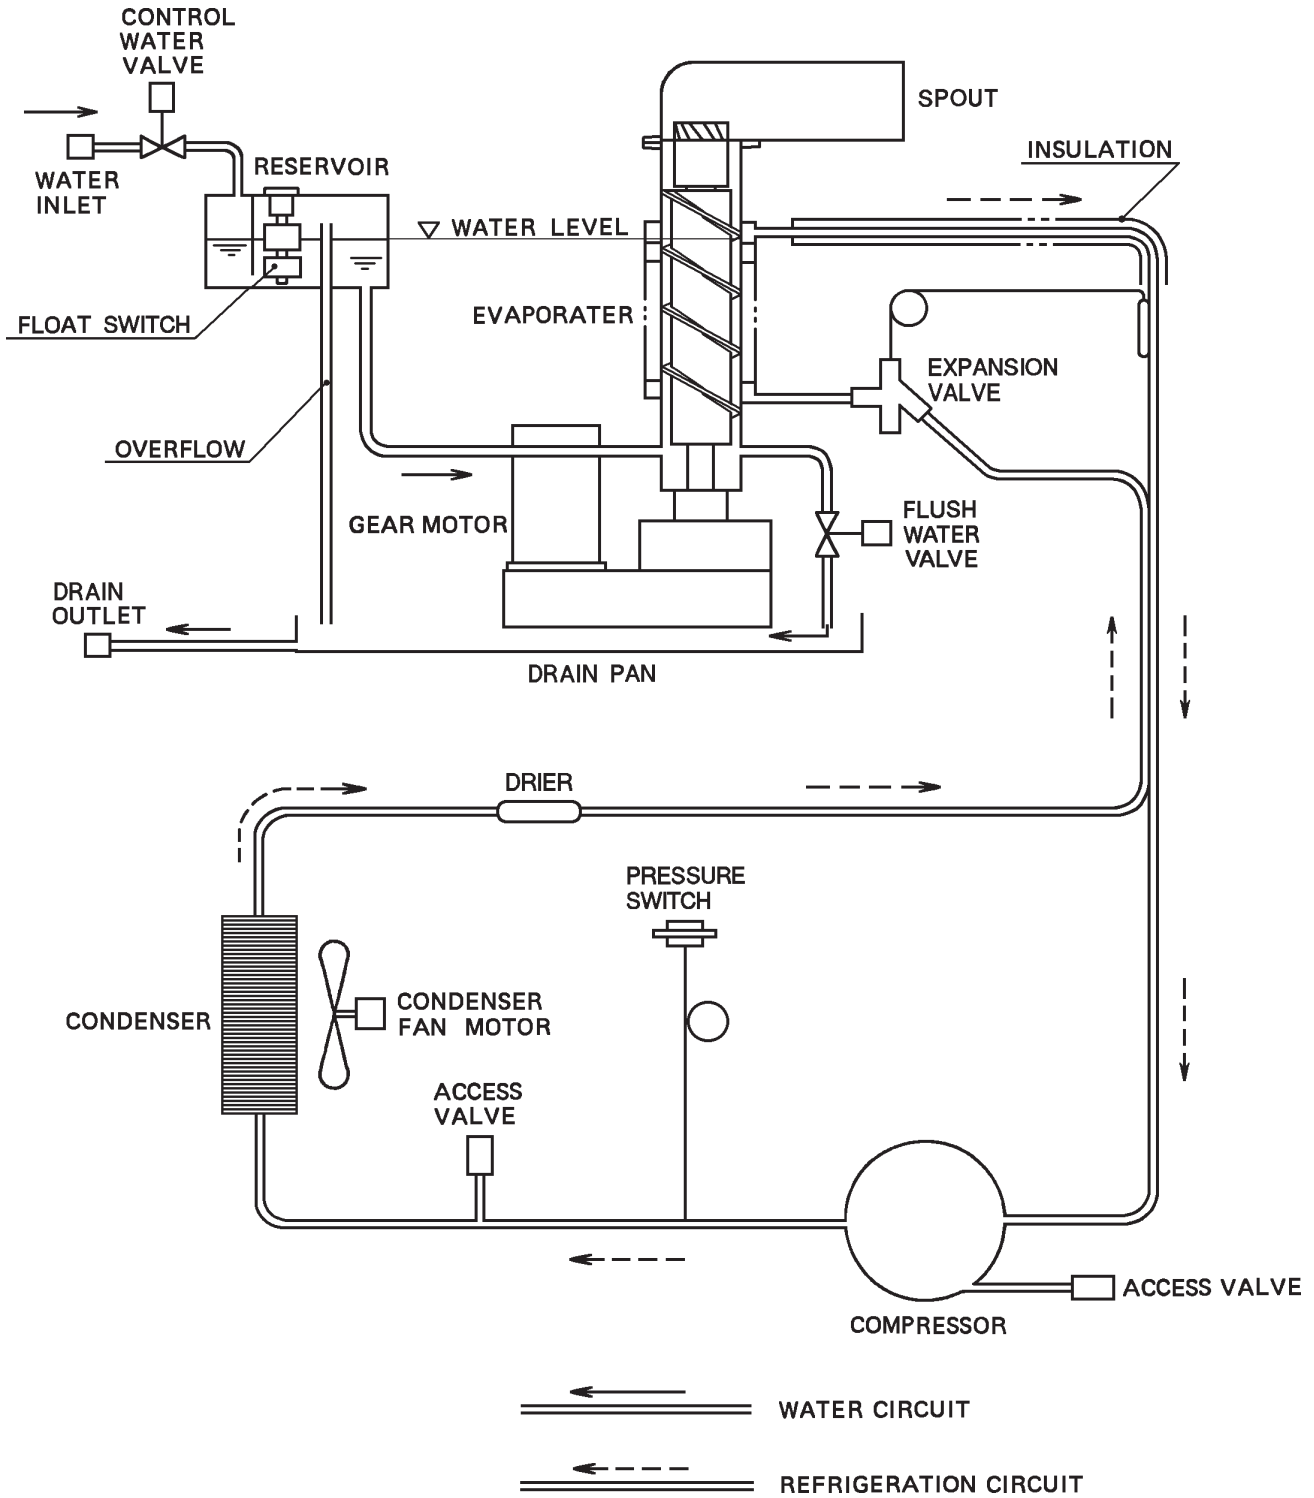 CONTROL
WATER
VALVE
SPOUT
INSULATION
RESERVOIR
WATER
INLET
WATER LEVEL
FLOAT SWITCH
EVAPORATER
EXPANSION
VALVE
OVERFLOW
GEAR MOTOR
FLUSH
WATER
VALVE
DRAIN
OUTLET
DRAIN PAN
DRIER
PRESSURE
SWITCH
CONDENSER
CONDENSER
FAN MOTOR
ACCESS
VALVE
ACCESS VALVE
COMPRESSOR
WATER CIRCUIT
REFRIGERATION CIRCUIT